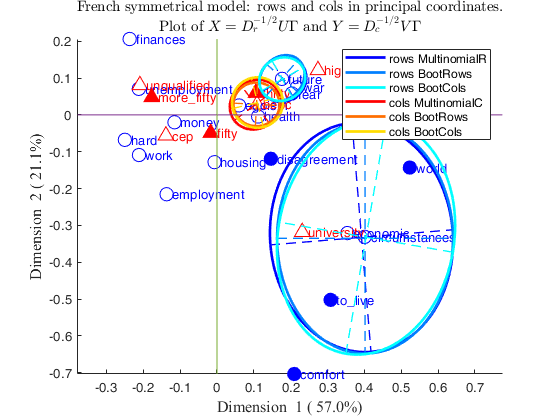 French symmetrical model: rows and cols in principal coordinates.
Plot of $X = D_r^{-1/2}U\Gamma$ and $Y = D_c^{-1/2}V\Gamma$
finances
unqualified
unemployment
more_fifty
money
fifty
hard
cep
work
housing
disagreement
employment
health
future
war
fear
world
university
economic
circumstances
to_live
comfort
rows MultinomialR
rows BootRows
rows BootCols
cols MultinomialC
cols BootRows
cols BootCols
0.2
0.1
0
-0.1
-0.2
-0.3
-0.4
-0.5
-0.6
-0.7
-0.3 -0.2 -0.1 0 0.1 0.2 0.3 0.4 0.5 0.6 0.7
Dimension 2 ( 21.1%)
Dimension 1 ( 57.0%)